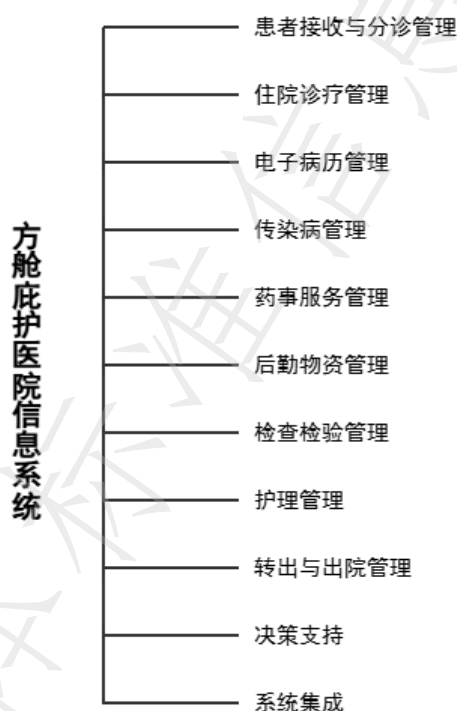 方舱庇护医院信息系统
患者接收与分诊管理
住院诊疗管理
电子病历管理
传染病管理
药事服务管理
后勤物资管理
检查检验管理
护理管理
转出与出院管理
决策支持
系统集成